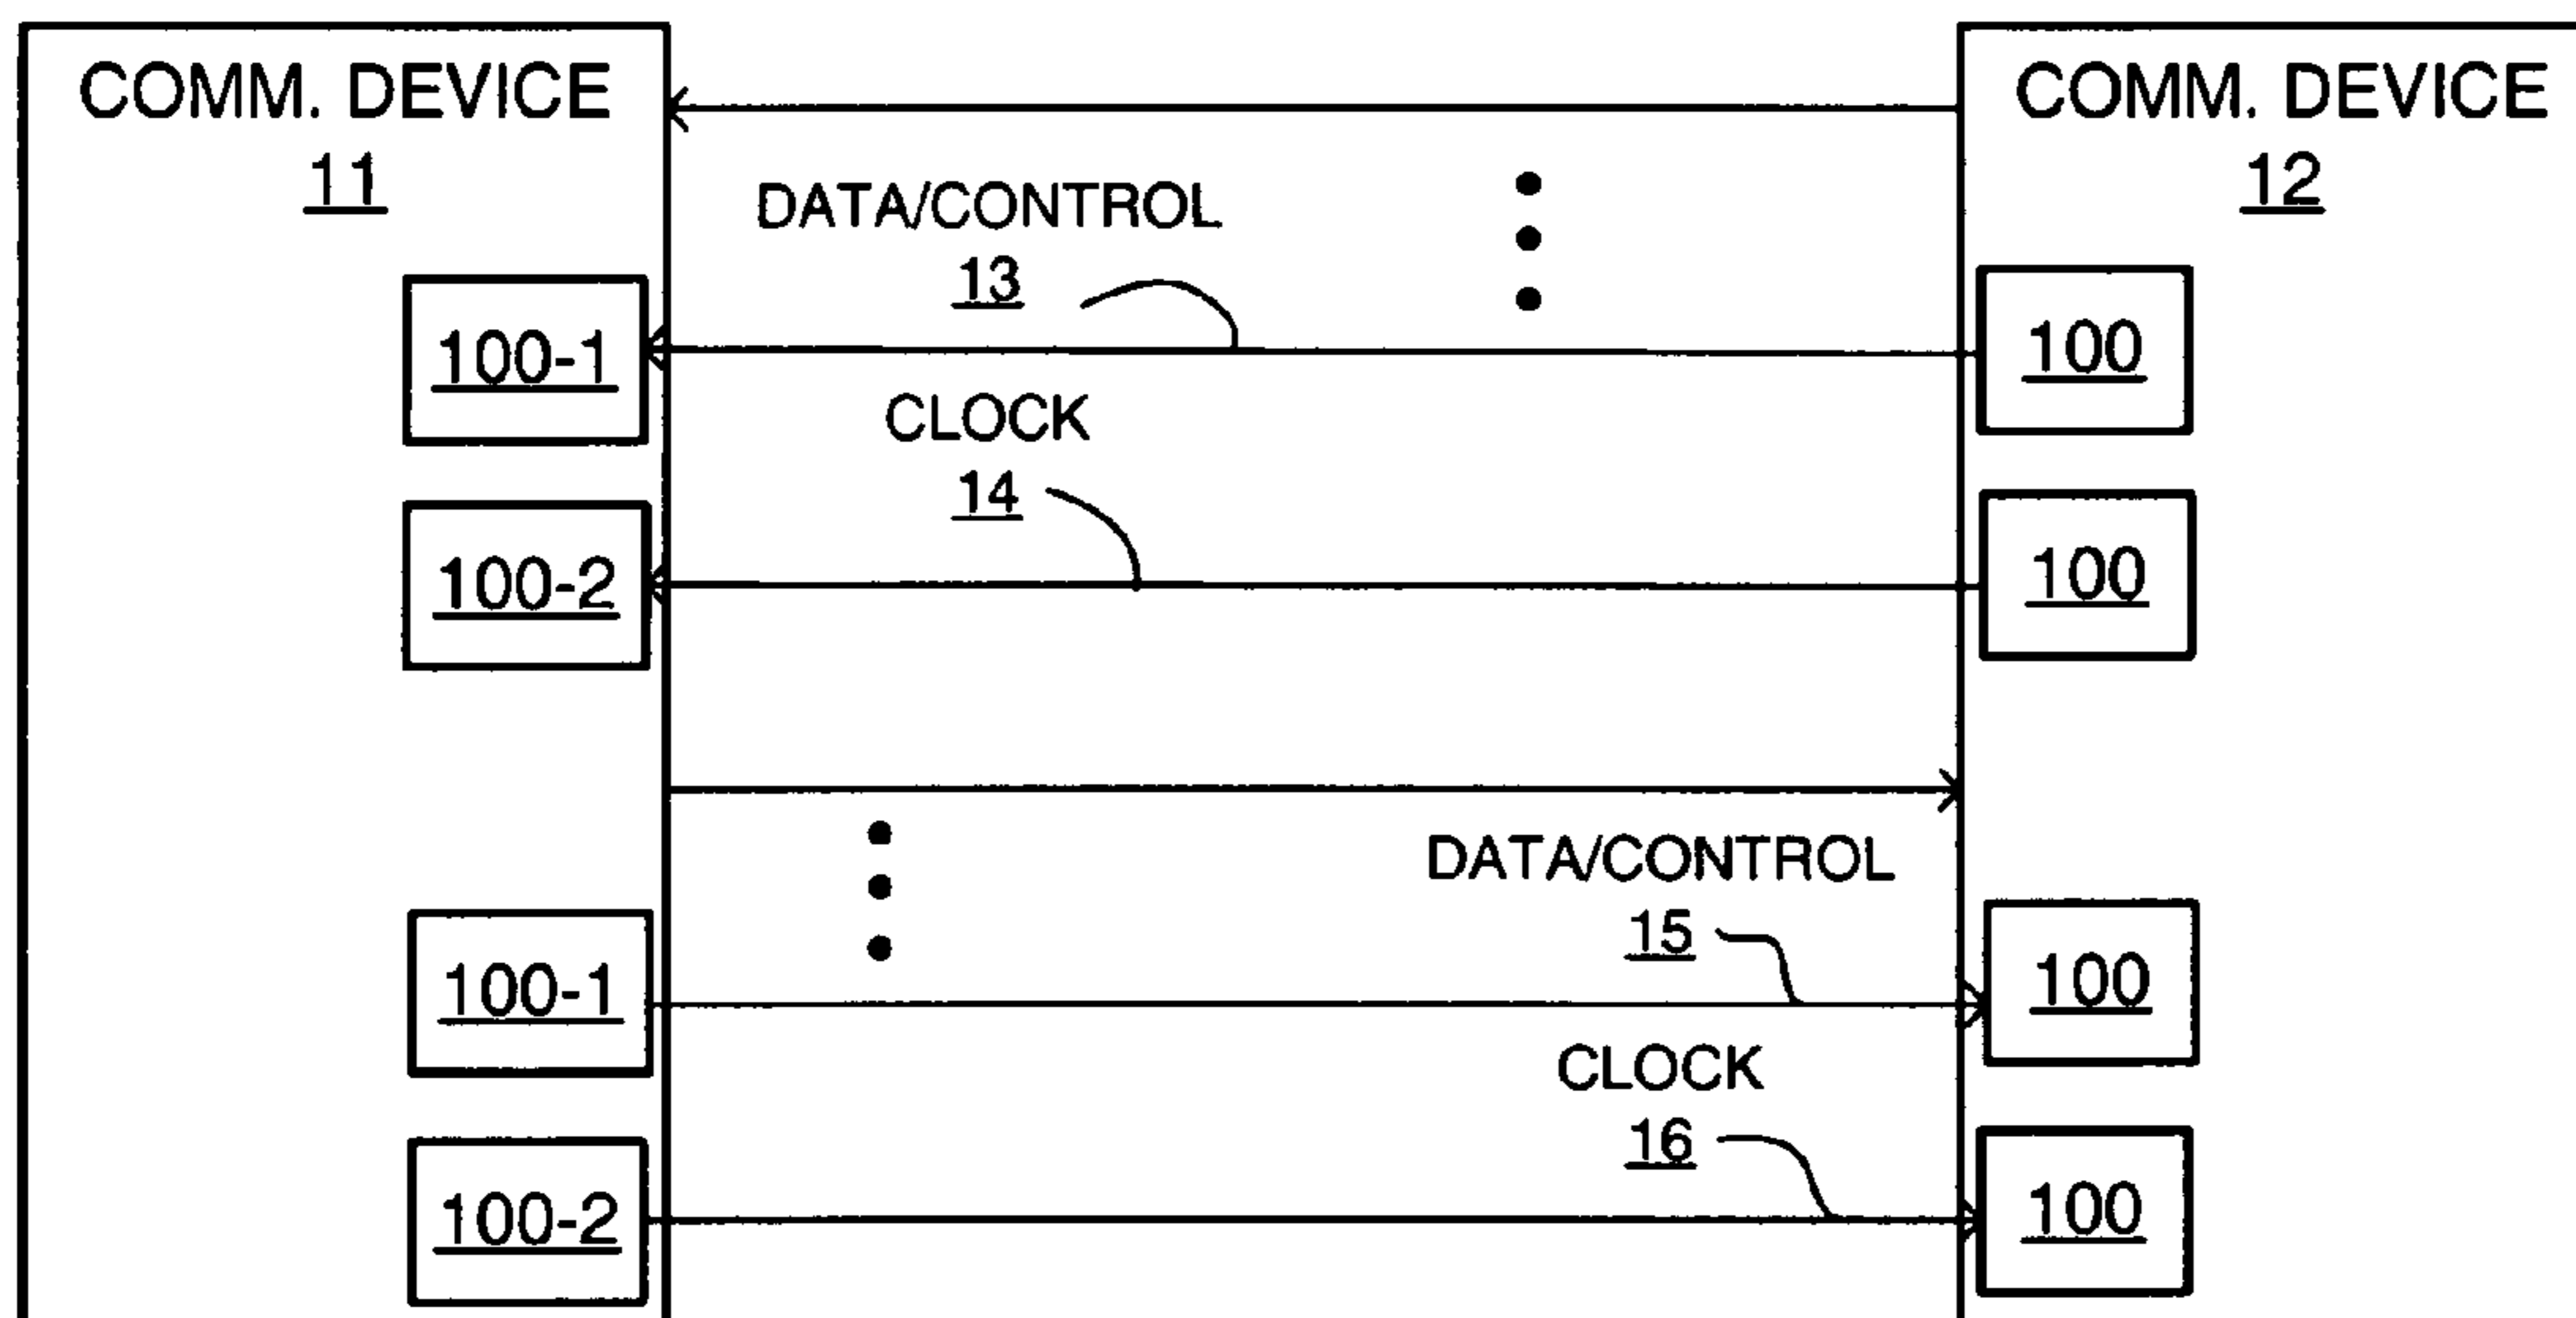 COMM. DEVICE
11
COMM. DEVICE
12
DATA/CONTROL
13
100-1
100
CLOCK
14
100-2
100
DATA/CONTROL
15
100-1
100
CLOCK
16
100-2
100